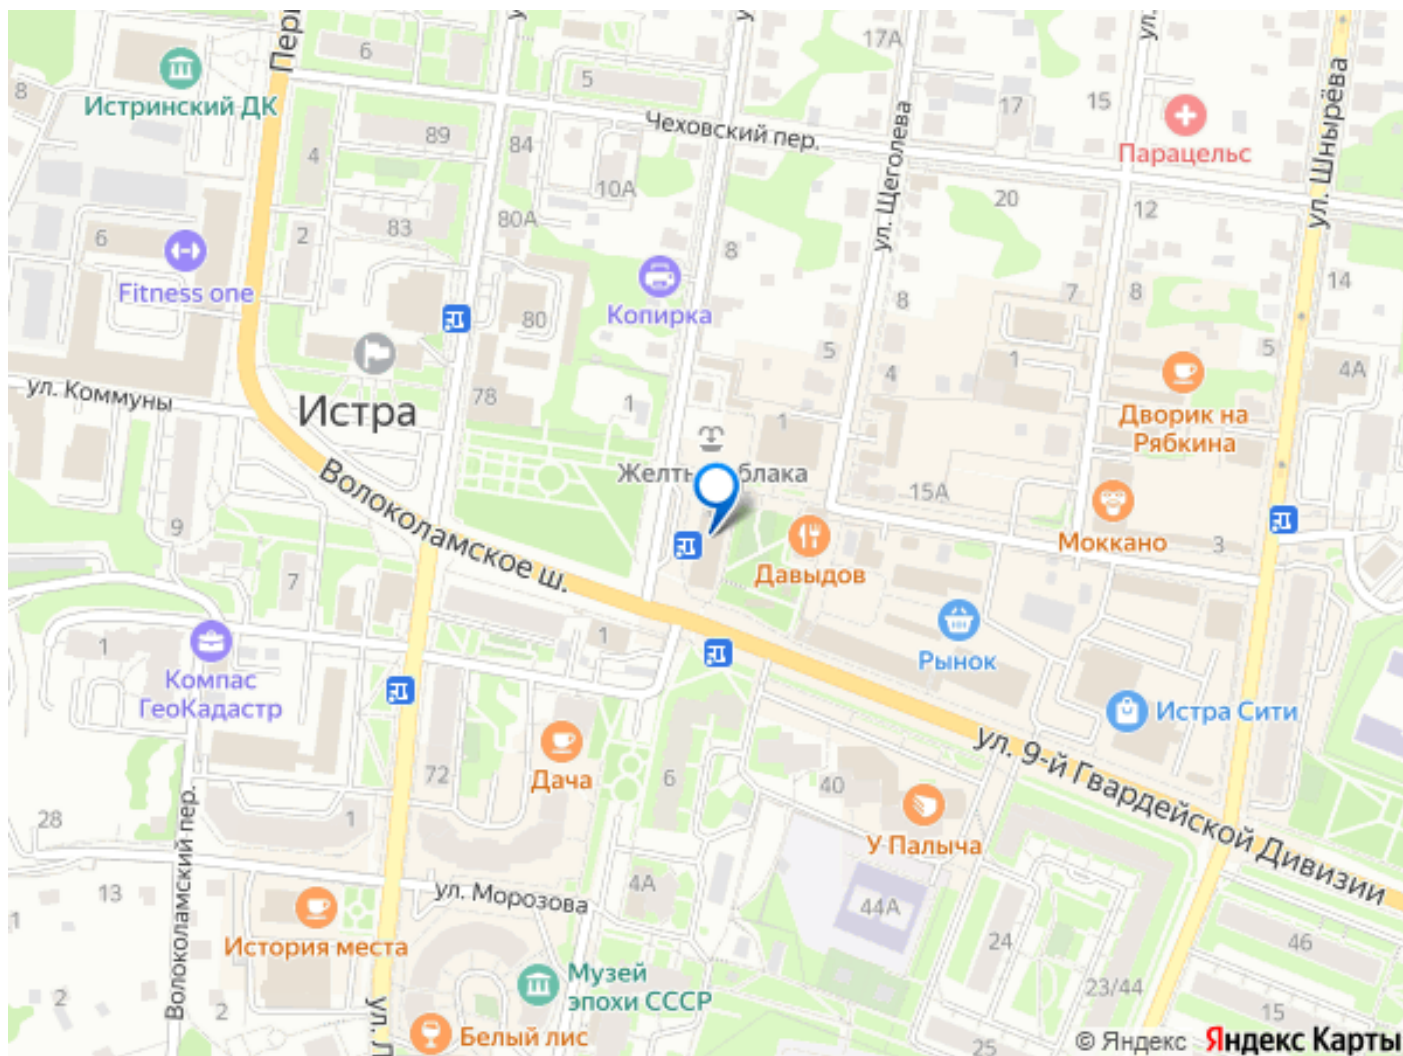 17А
6
5
8
Истринский ДК
Перв
89
84
Чеховский пер.
17
15
Парацельс
ул. Шнырёва
ул.
ул. Щеголева
4
10А
80А
83
2
6
20
12
8
Fitness one
Копирка
80
8
7
8
14
5
1
4
5
4А
ул. Коммуны
Истра
78
1
1
Дворик на
Рябкина
Желты
блака
15А
Волоколамское ш.
9
Моккано
3
Давыдов
7
1
1
Рынок
Компас
ГеоКадастр
Истра Сити
ул. 9-й Гвардейской Дивизии
72
Дача
6
40
У Палыча
28
1
Волоколамский пер.
13
1
ул. Морозова
4А
44А
История места
24
46
Музей
эпохи СССР
23/44
2
2
15
ул. Л
Белый лис
25
© Яндекс Яндекс Карты